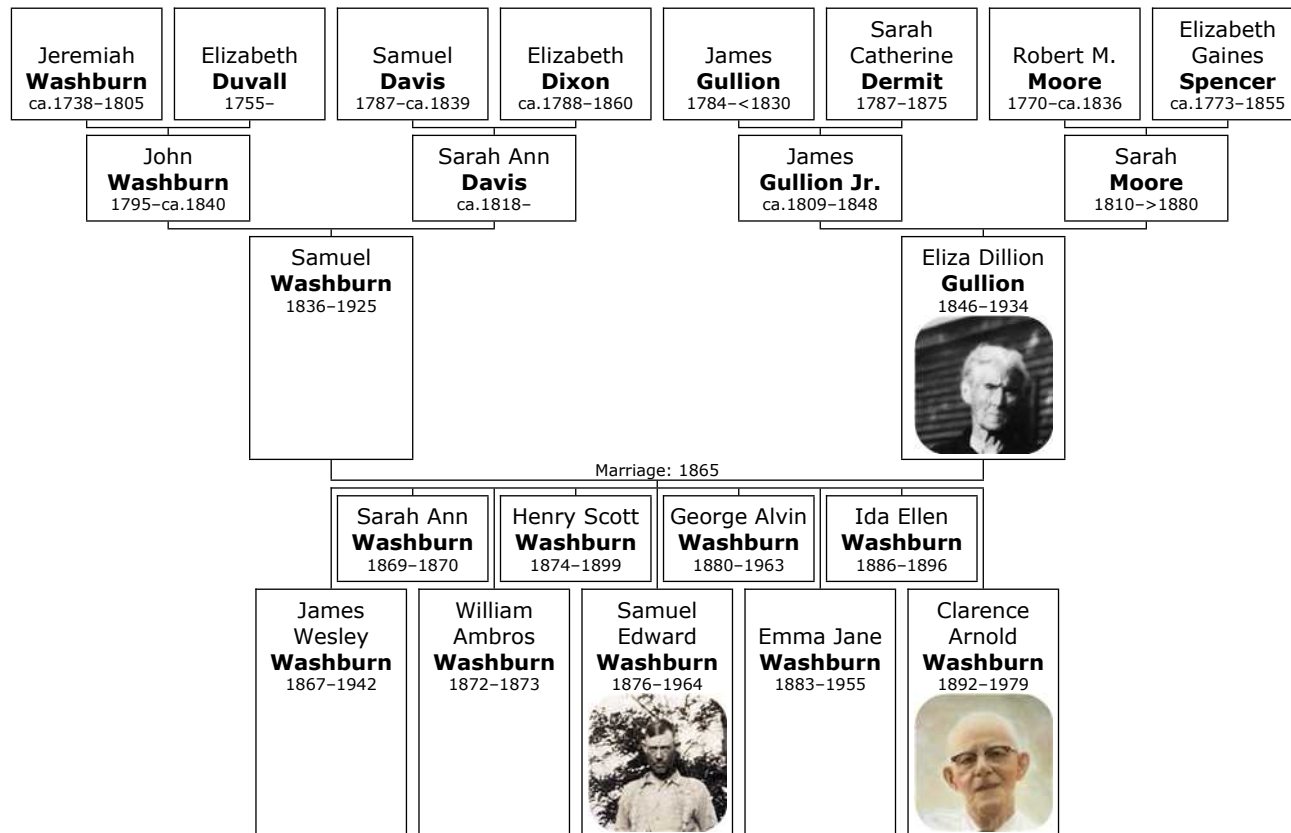 Jeremiah
Washburn
ca.1738–1805
Elizabeth
Duvall
1755–
Samuel
Davis
1787–ca.1839
Elizabeth
Dixon
ca.1788–1860
James
Gullion
1784–<1830
Sarah
Catherine
Dermit
1787–1875
Robert M.
Moore
1770–ca.1836
Elizabeth
Gaines
Spencer
ca.1773–1855
John
Washburn
1795–ca.1840
Sarah Ann
Davis
ca.1818–
James
Gullion Jr.
ca.1809–1848
Sarah
Moore
1810–>1880
Samuel
Washburn
1836–1925
Eliza Dillion
Gullion
1846–1934
Marriage: 1865
Sarah Ann
Washburn
1869–1870
Henry Scott
Washburn
1874–1899
George Alvin
Washburn
1880–1963
Ida Ellen
Washburn
1886–1896
James
Wesley
Washburn
1867–1942
William
Ambros
Washburn
1872–1873
Samuel
Edward
Washburn
1876–1964
Emma Jane
Washburn
1883–1955
Clarence
Arnold
Washburn
1892–1979